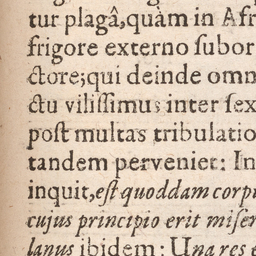 tur plagâ, quàm in Afr
frigore externo ſubor
ctore; qui deinde omn
ctu viliſſimus inter ſex
poſt multas tribulatio
tandem perveniet: In
inquit, eſt quoddam corp
cujus principio erit miſer
lanus ibidem: Una res e